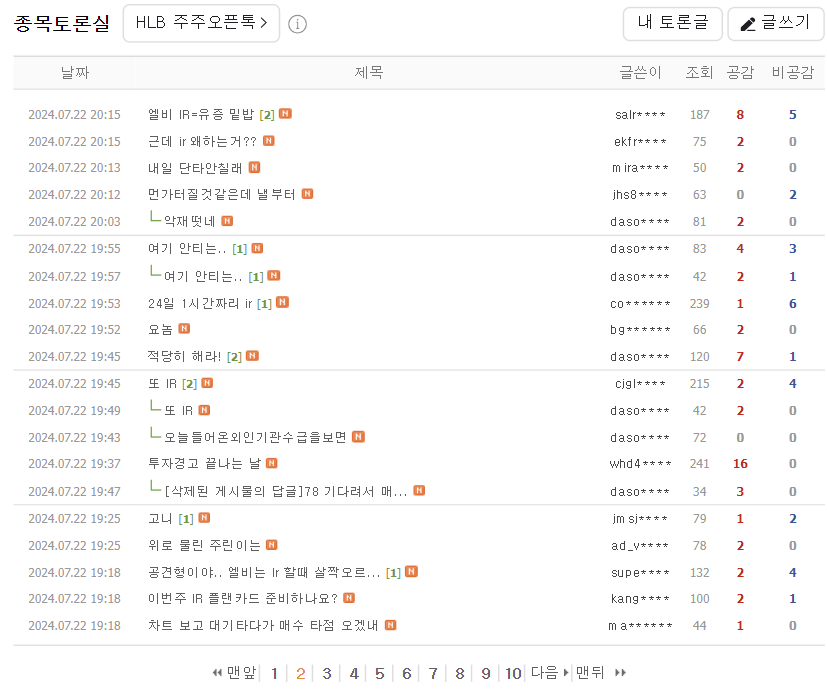 종목토론실 HLB 주주오픈톡 내 토론글 글쓰기
날짜 제목 글쓴이 조회 공감 비공감
2024.07.22 20:15 엘비 IR=유증 밑밥 [2] N salr**** 187 8 5
2024.07.22 20:15 근데 ir 왜하는거?? N ekfr**** 75 2 0
2024.07.22 20:13 내일 단타안칠래 N mira**** 50 2 0
2024.07.22 20:12 먼가터질것같은데 낼부터 N jhs8**** 63 0 2
2024.07.22 20:03 악재떳네 N daso**** 81 2 0
2024.07.22 19:55 여기 안티는.. [1] N daso**** 83 4 3
2024.07.22 19:57 여기 안티는.. [1] N daso**** 42 2 1
2024.07.22 19:53 24일 1시간짜리 ir [1] N co****** 239 1 6
2024.07.22 19:52 요놈 N bg****** 66 2 0
2024.07.22 19:45 적당히 해라! [2] N daso**** 120 7 1
2024.07.22 19:45 또 IR [2] N cjgl**** 215 2 4
2024.07.22 19:49 또 IR N daso**** 42 2 0
2024.07.22 19:43 오늘들어온외인기관수급을보면 N daso**** 72 0 0
2024.07.22 19:37 투자경고 끝나는 날 N whd4**** 241 16 0
2024.07.22 19:47 [삭제된 게시물의 답글]78 기다려서 매... N daso**** 34 3 0
2024.07.22 19:25 고니 [1] N jmsj**** 79 1 2
2024.07.22 19:25 위로 물린 주린이는 N ad_v**** 78 2 0
2024.07.22 19:18 공견형이야.. 엘비는 Ir 할때 살짝오르... [1] N supe**** 132 2 4
2024.07.22 19:18 이번주 IR 플랜카드 준비하나요? N kang**** 100 2 1
2024.07.22 19:18 차트 보고 대기타다가 매수 타점 오겠내 N ma****** 44 1 0
맨앞 1 2 3 4 5 6 7 8 9 10 다음 맨뒤